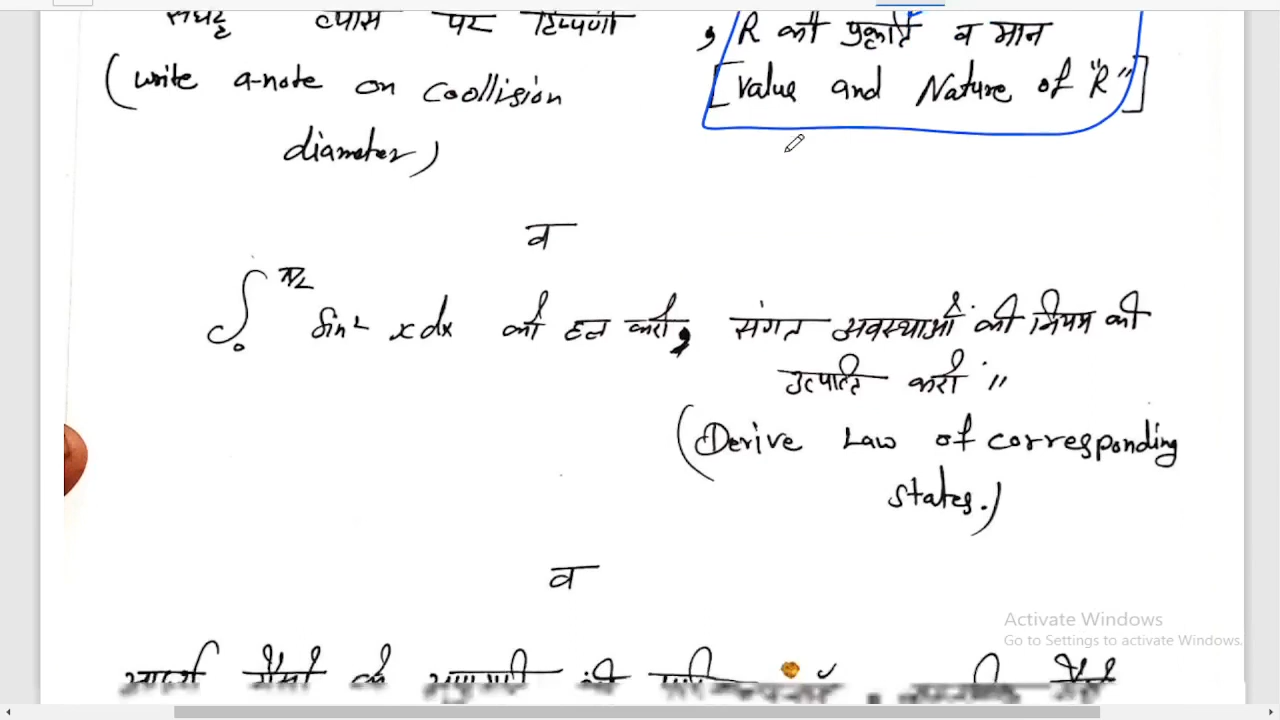 व्यास पर टिप्पणी , R की प्रकृति व मान
(write a-note on coollision [Value and Nature of "R"]
diameter)
व
∫₀^π/2 Sin² x dx को हल करो, संगत अवस्थाओं की नियम की
उत्पत्ति करो ॥
(Derive Law of corresponding
states.)
व
Activate Windows
Go to Settings to activate Windows.